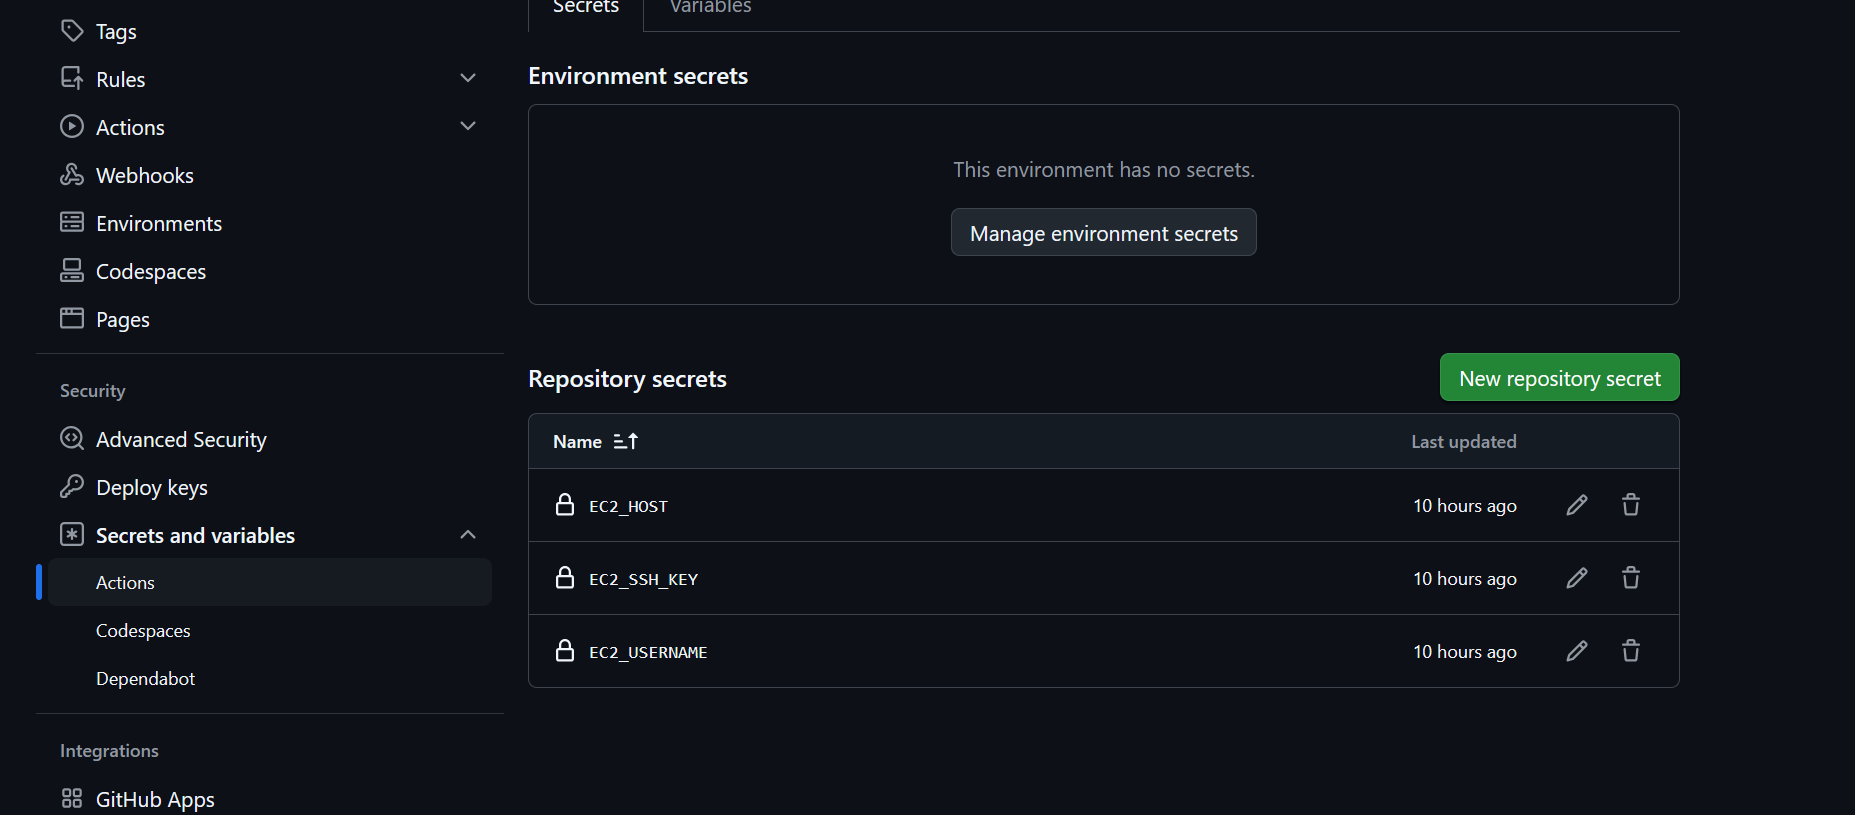 Tags
Rules
Actions
Webhooks
Environments
Codespaces
Pages
Security
Advanced Security
Deploy keys
Secrets and variables
Actions
Codespaces
Dependabot
Integrations
GitHub Apps
Secrets Variables
Environment secrets
This environment has no secrets.
Manage environment secrets
Repository secrets
New repository secret
Name Last updated
EC2_HOST 10 hours ago
EC2_SSH_KEY 10 hours ago
EC2_USERNAME 10 hours ago